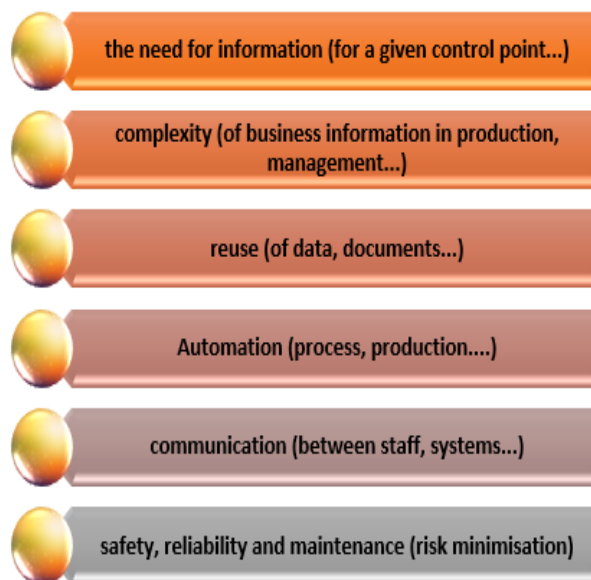 the need for information (for a given control point...)
complexity (of business information in production,
management...)
reuse (of data, documents...)
Automation (process, production....)
communication (between staff, systems...)
safety, reliability and maintenance (risk minimisation)